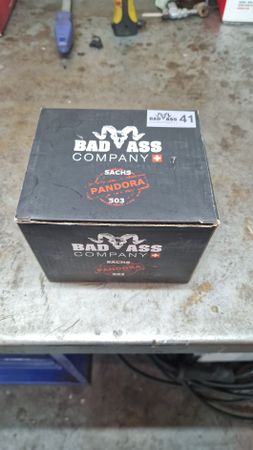 BAD ASS 41
BAD ASS
COMPANY
SACHS
PANDORA
503
BAD ASS
COMPANY
SACHS
PANDORA
503